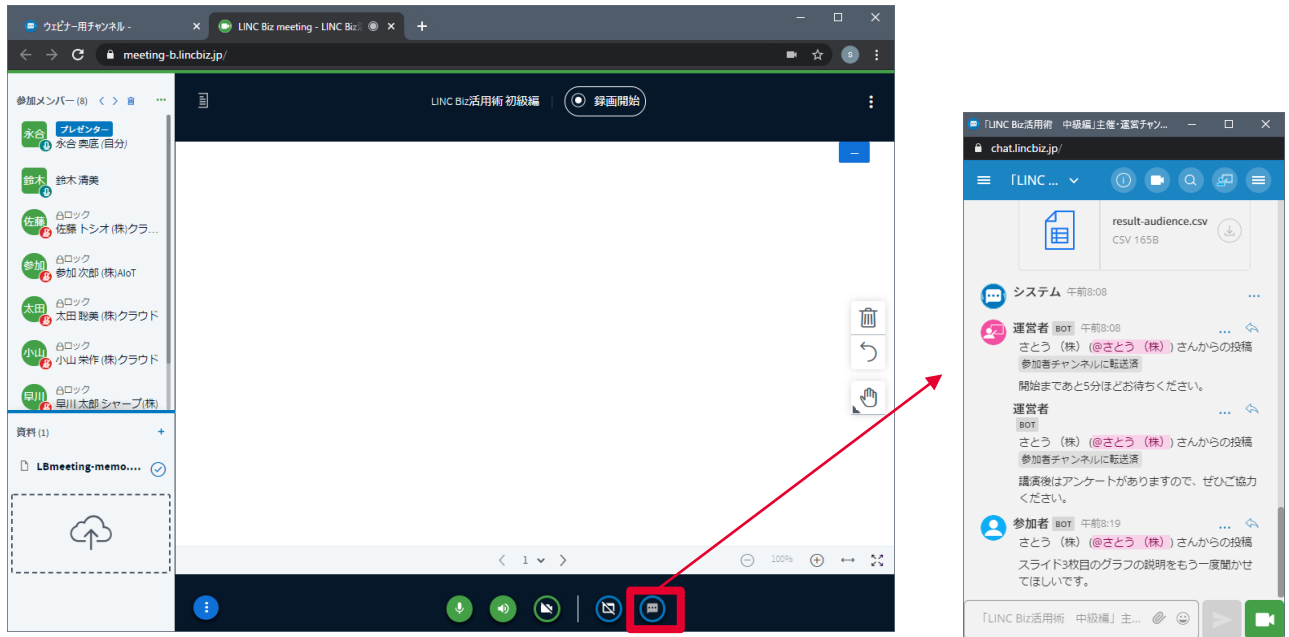 ウェビナー用チャンネル -
LINC Biz meeting - LINC Biz
meeting-b.lincbiz.jp/
s
参加メンバー (8)
LINC Biz活用術 初級編
録画開始
永合
プレゼンター
永合 奥底 (自分)
鈴木
鈴木 清美
佐藤
ロック
佐藤 トシオ (株)クラ...
参加
ロック
参加 次郎 (株)AIoT
太田
ロック
太田 聡美 (株)クラウド
小山
ロック
小山 栄作 (株)クラウド
早川
ロック
早川 太郎 シャープ(株)
資料 (1)
LBmeeting-memo....
1
100%
「LINC Biz活用術 中級編」主催・運営チャン...
chat.lincbiz.jp/
「LINC ...
result-audience.csv
CSV 165B
システム 午前8:08
運営者 BOT 午前8:08
さとう（株）(@さとう（株）) さんからの投稿
参加者チャンネルに転送済
開始まであと5分ほどお待ちください。
運営者
BOT
さとう（株）(@さとう（株）) さんからの投稿
参加者チャンネルに転送済
講演後はアンケートがありますので、ぜひご協力
ください。
参加者 BOT 午前8:19
さとう（株）(@さとう（株）) さんからの投稿
スライド3枚目のグラフの説明をもう一度聞かせ
てほしいです。
「LINC Biz活用術 中級編」主...